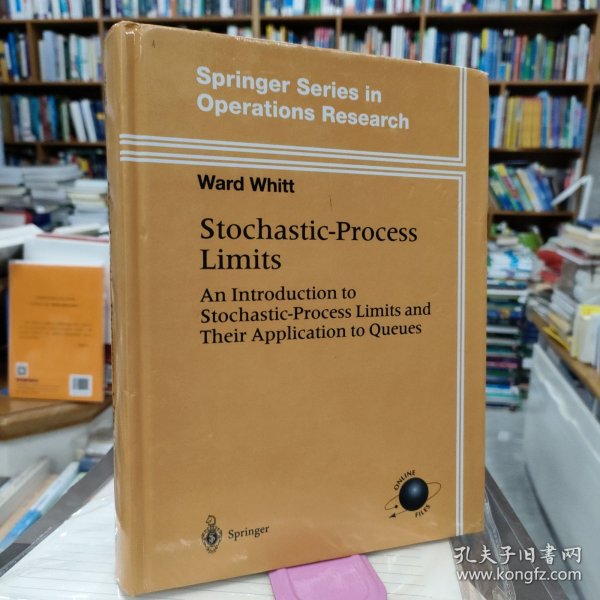 Springer Series in
Operations Research
Ward Whitt
Stochastic-Process
Limits
An Introduction to
Stochastic-Process Limits and
Their Application to Queues
ONLINE
FILES
Springer
孔夫子旧书网
www.kongfz.com